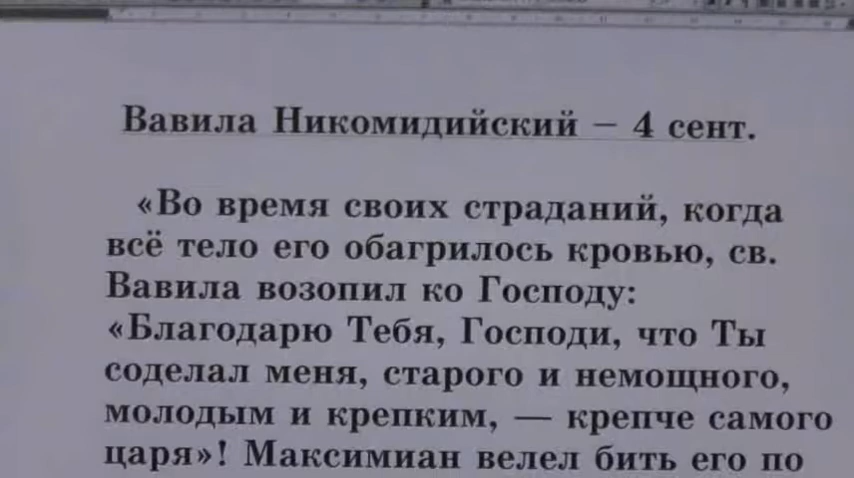 Вавила Никомидийский – 4 сент.
«Во время своих страданий, когда
всё тело его обагрилось кровью, св.
Вавила возопил ко Господу:
«Благодарю Тебя, Господи, что Ты
соделал меня, старого и немощного,
молодым и крепким, — крепче самого
царя»! Максимиан велел бить его по